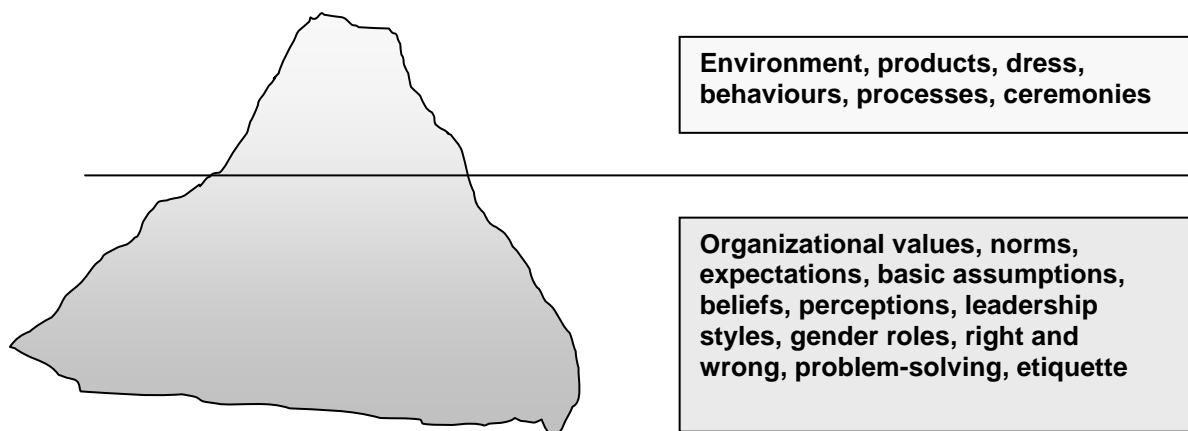 Environment, products, dress,
behaviours, processes, ceremonies
Organizational values, norms,
expectations, basic assumptions,
beliefs, perceptions, leadership
styles, gender roles, right and
wrong, problem-solving, etiquette